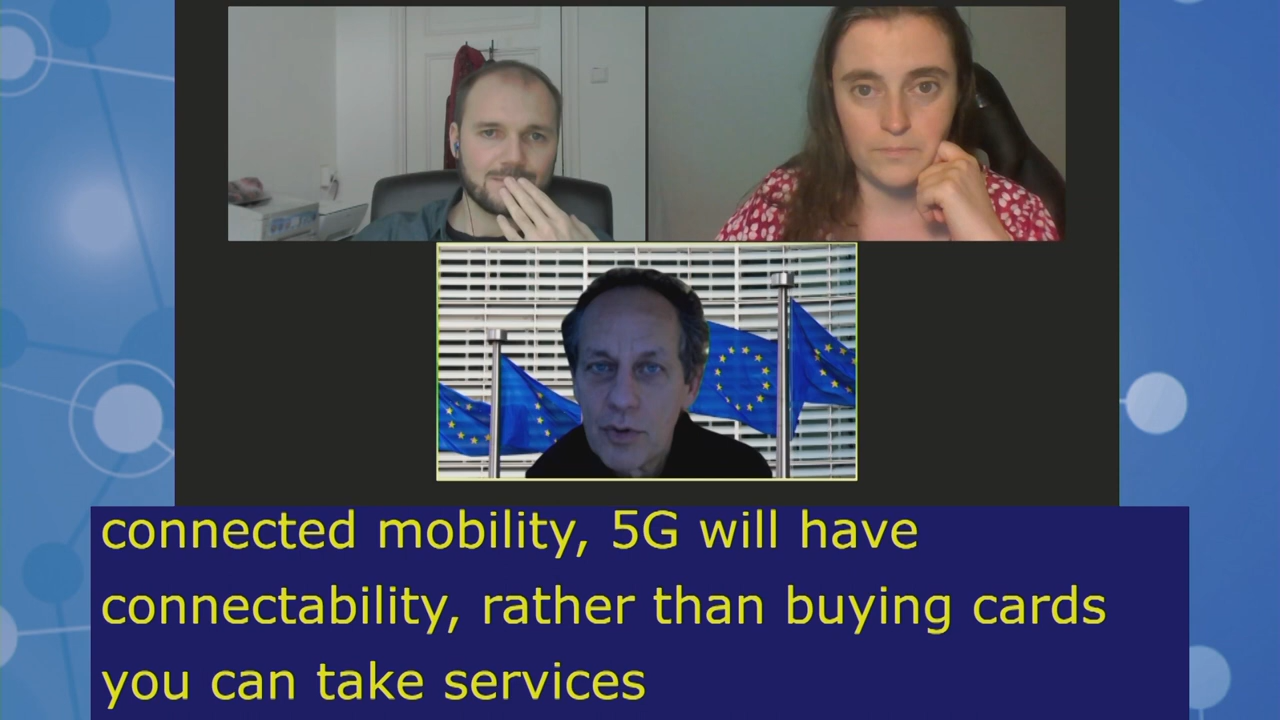 connected mobility, 5G will have
connectability, rather than buying cards
you can take services